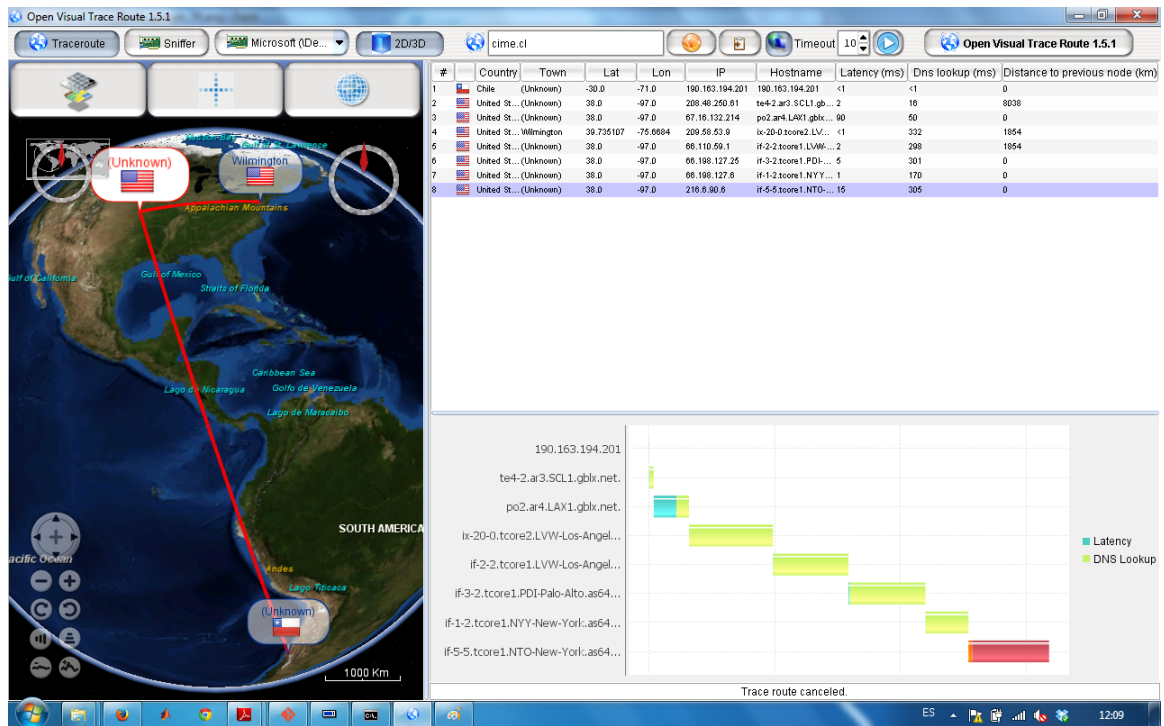 Open Visual Trace Route 1.5.1
Traceroute Sniffer Microsoft (\De... 2D/3D cime.cl Timeout 10 Open Visual Trace Route 1.5.1
# Country Town Lat Lon IP Hostname Latency (ms) Dns lookup (ms) Distance to previous node (km)
1 Chile (Unknown) -30.0 -71.0 190.163.194.201 190.163.194.201 <1 <1 0
2 United St... (Unknown) 38.0 -97.0 208.48.250.61 te4-2.ar3.SCL1.gb... 2 16 8038
3 United St... (Unknown) 38.0 -97.0 67.16.132.214 po2.ar4.LAX1.gblx... 90 50 0
4 United St... Wilmington 39.735107 -75.6684 209.58.53.9 ix-20-0.tcore2.LV... <1 332 1854
5 United St... (Unknown) 38.0 -97.0 66.110.59.1 if-2-2.tcore1.LVW-... 2 298 1854
6 United St... (Unknown) 38.0 -97.0 66.198.127.25 if-3-2.tcore1.PDI-... 5 301 0
7 United St... (Unknown) 38.0 -97.0 66.198.127.6 if-1-2.tcore1.NYY... 1 170 0
8 United St... (Unknown) 38.0 -97.0 216.6.90.6 if-5-5.tcore1.NTO-... 15 305 0
(Unknown)
Wilmington
St. Lawrence
Appalachian Mountains
Gulf of California
Gulf of Mexico
Straits of Florida
Caribbean Sea
Lago de Nicaragua
Golfo de Venezuela
Lago de Maracaibo
SOUTH AMERICA
Pacific Ocean
Andes
Lago Titicaca
(Unknown)
1000 Km
190.163.194.201
te4-2.ar3.SCL1.gblx.net.
po2.ar4.LAX1.gblx.net.
ix-20-0.tcore2.LVW-Los-Angel...
if-2-2.tcore1.LVW-Los-Angel...
if-3-2.tcore1.PDI-Palo-Alto.as64...
if-1-2.tcore1.NYY-New-York.as64...
if-5-5.tcore1.NTO-New-York.as64...
Latency
DNS Lookup
Trace route canceled.
ES 12:09